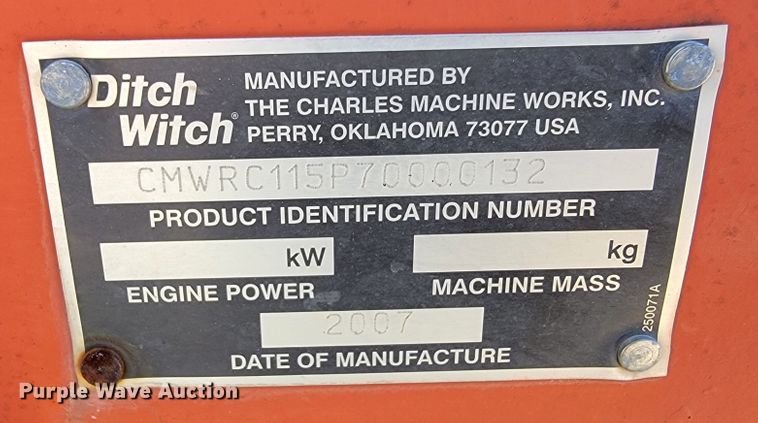 Ditch
Witch®
MANUFACTURED BY
THE CHARLES MACHINE WORKS, INC.
PERRY, OKLAHOMA 73077 USA
CMWRC115P70000132
PRODUCT IDENTIFICATION NUMBER
kW
kg
ENGINE POWER
MACHINE MASS
2007
DATE OF MANUFACTURE
250071A
Purple Wave Auction